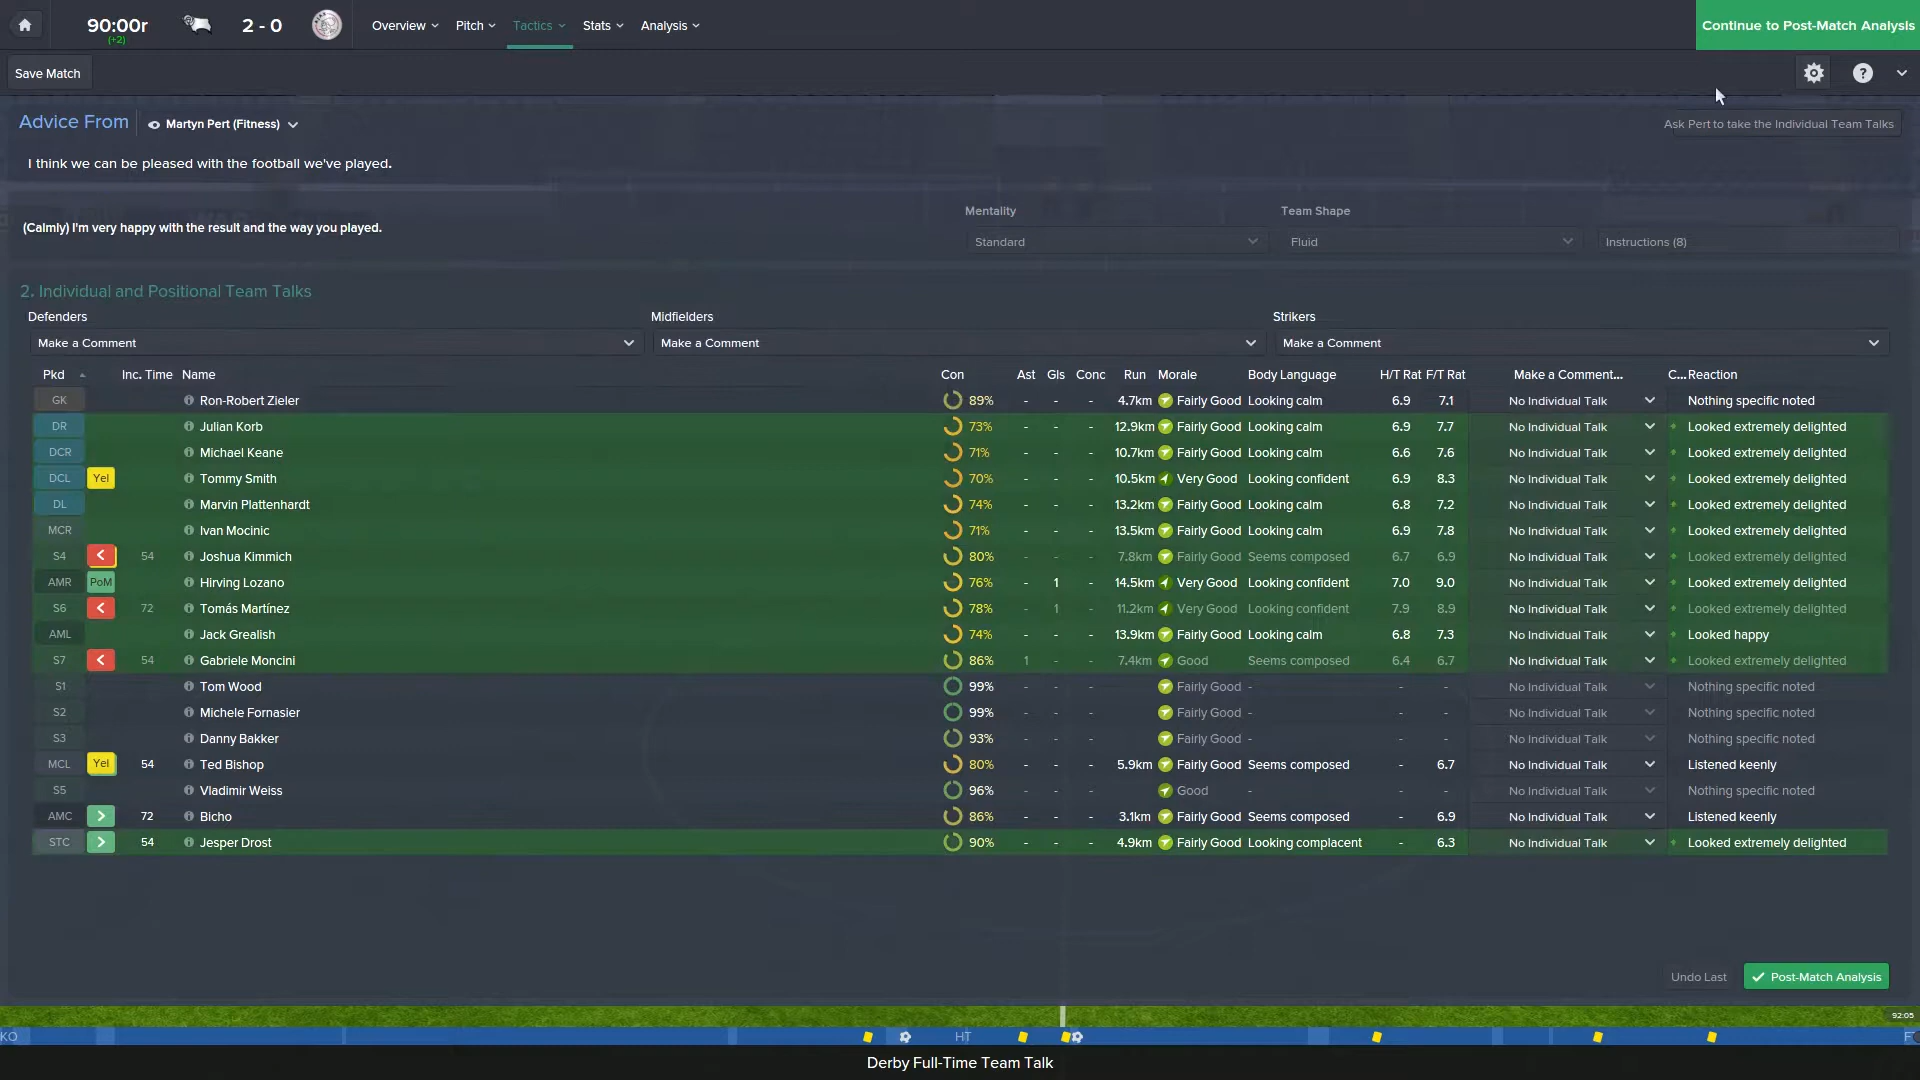 90:00r
(+2)
2 - 0
Overview
Pitch
Tactics
Stats
Analysis
Continue to Post-Match Analysis
Save Match
?
Advice From
Martyn Pert (Fitness)
Ask Pert to take the Individual Team Talks
I think we can be pleased with the football we've played.
(Calmly) I'm very happy with the result and the way you played.
Mentality
Standard
Team Shape
Fluid
Instructions (8)
2. Individual and Positional Team Talks
Defenders Midfielders Strikers
Make a Comment Make a Comment Make a Comment
Pkd Inc. Time Name Con Ast Gls Conc Run Morale Body Language H/T Rat F/T Rat Make a Comment... C... Reaction
GK Ron-Robert Zieler 89% - - - 4.7km Fairly Good Looking calm 6.9 7.1 No Individual Talk Nothing specific noted
DR Julian Korb 73% - - - 12.9km Fairly Good Looking calm 6.9 7.7 No Individual Talk Looked extremely delighted
DCR Michael Keane 71% - - - 10.7km Fairly Good Looking calm 6.6 7.6 No Individual Talk Looked extremely delighted
DCL Yel Tommy Smith 70% - - - 10.5km Very Good Looking confident 6.9 8.3 No Individual Talk Looked extremely delighted
DL Marvin Plattenhardt 74% - - - 13.2km Fairly Good Looking calm 6.8 7.2 No Individual Talk Looked extremely delighted
MCR Ivan Mocinic 71% - - - 13.5km Fairly Good Looking calm 6.9 7.8 No Individual Talk Looked extremely delighted
S4 54 Joshua Kimmich 80% - - - 7.8km Fairly Good Seems composed 6.7 6.9 No Individual Talk Looked extremely delighted
AMR PoM Hirving Lozano 76% - 1 - 14.5km Very Good Looking confident 7.0 9.0 No Individual Talk Looked extremely delighted
S6 72 Tomás Martínez 78% - 1 - 11.2km Very Good Looking confident 7.9 8.9 No Individual Talk Looked extremely delighted
AML Jack Grealish 74% - - - 13.9km Fairly Good Looking calm 6.8 7.3 No Individual Talk Looked happy
S7 54 Gabriele Moncini 86% 1 - - 7.4km Good Seems composed 6.4 6.7 No Individual Talk Looked extremely delighted
S1 Tom Wood 99% - - - Fairly Good - - - No Individual Talk Nothing specific noted
S2 Michele Fornasier 99% - - - Fairly Good - - - No Individual Talk Nothing specific noted
S3 Danny Bakker 93% - - - Fairly Good - - - No Individual Talk Nothing specific noted
MCL Yel 54 Ted Bishop 80% - - - 5.9km Fairly Good Seems composed - 6.7 No Individual Talk Listened keenly
S5 Vladimir Weiss 96% - - - Good - - - No Individual Talk Nothing specific noted
AMC 72 Bicho 86% - - - 3.1km Fairly Good Seems composed - 6.9 No Individual Talk Listened keenly
STC 54 Jesper Drost 90% - - - 4.9km Fairly Good Looking complacent - 6.3 No Individual Talk Looked extremely delighted
Undo Last
Post-Match Analysis
92:05
KO HT
Derby Full-Time Team Talk